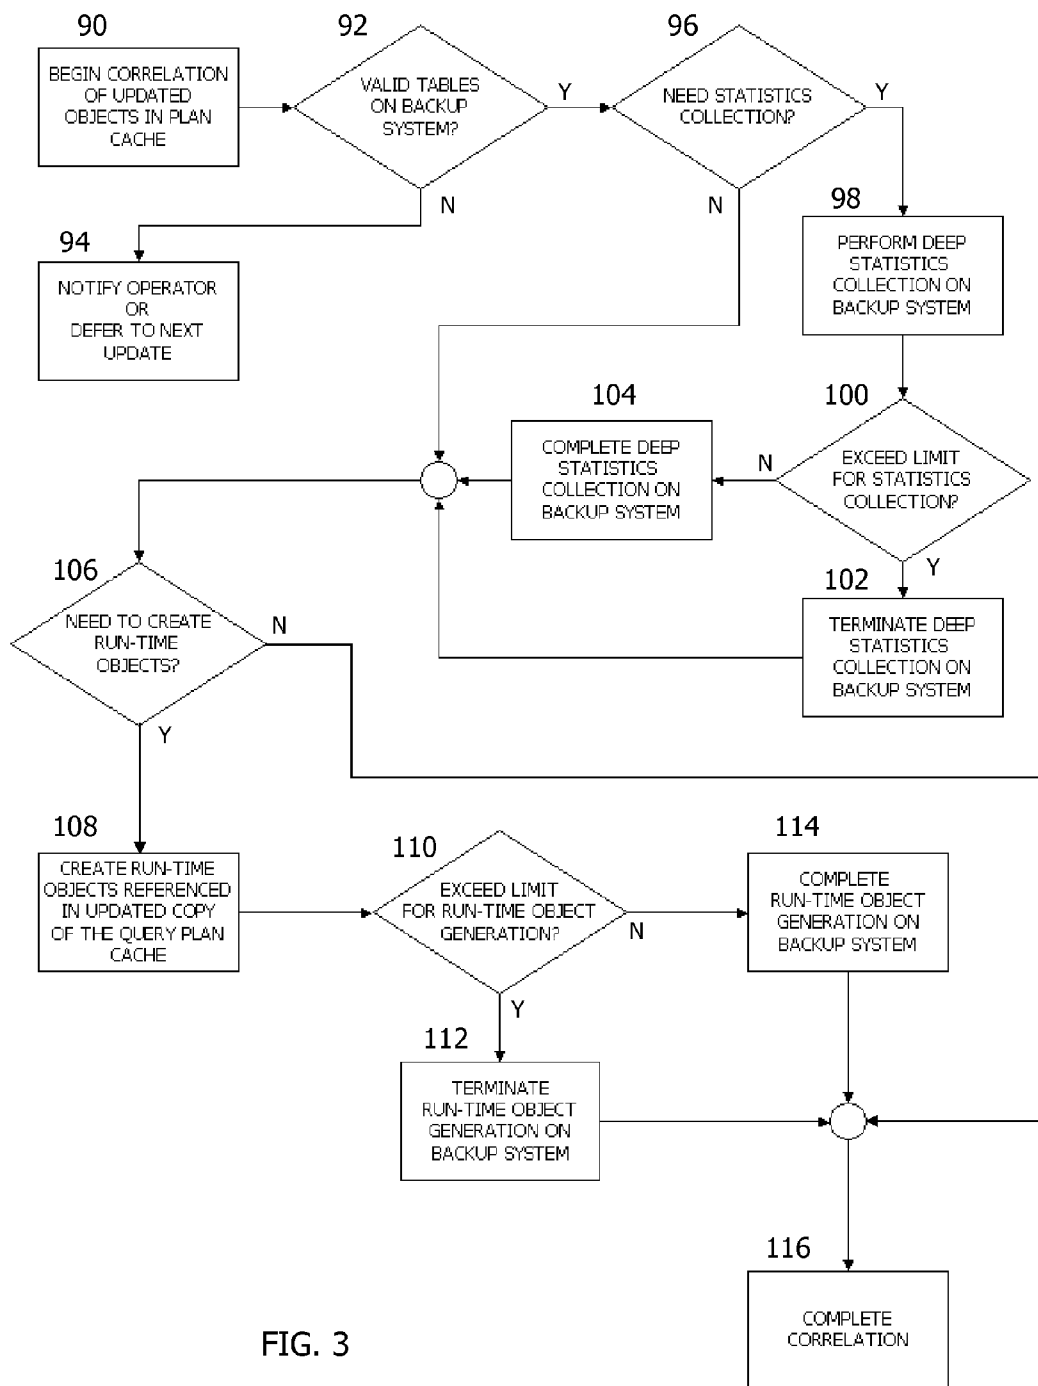 90
BEGIN CORRELATION
OF UPDATED
OBJECTS IN PLAN
CACHE
92
VALID TABLES
ON BACKUP
SYSTEM?
Y
N
96
NEED STATISTICS
COLLECTION?
Y
N
94
NOTIFY OPERATOR
OR
DEFER TO NEXT
UPDATE
98
PERFORM DEEP
STATISTICS
COLLECTION ON
BACKUP SYSTEM
100
EXCEED LIMIT
FOR STATISTICS
COLLECTION?
N
Y
104
COMPLETE DEEP
STATISTICS
COLLECTION ON
BACKUP SYSTEM
102
TERMINATE DEEP
STATISTICS
COLLECTION ON
BACKUP SYSTEM
106
NEED TO CREATE
RUN-TIME
OBJECTS?
N
Y
108
CREATE RUN-TIME
OBJECTS REFERENCED
IN UPDATED COPY
OF THE QUERY PLAN
CACHE
110
EXCEED LIMIT
FOR RUN-TIME OBJECT
GENERATION?
N
Y
114
COMPLETE
RUN-TIME OBJECT
GENERATION ON
BACKUP SYSTEM
112
TERMINATE
RUN-TIME OBJECT
GENERATION ON
BACKUP SYSTEM
116
COMPLETE
CORRELATION
FIG. 3